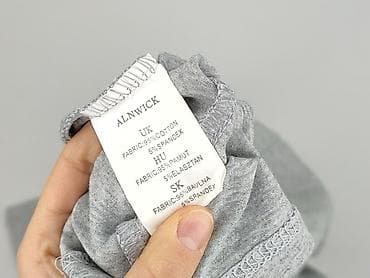 ALNWICK
UK
FABRIC:95%COTTON
5%SPANDEX
HU
FABRIC:95%PAMUT
5%ELASZTAN
SK
FABRIC:95%BAVLNA
5%SPANDEX